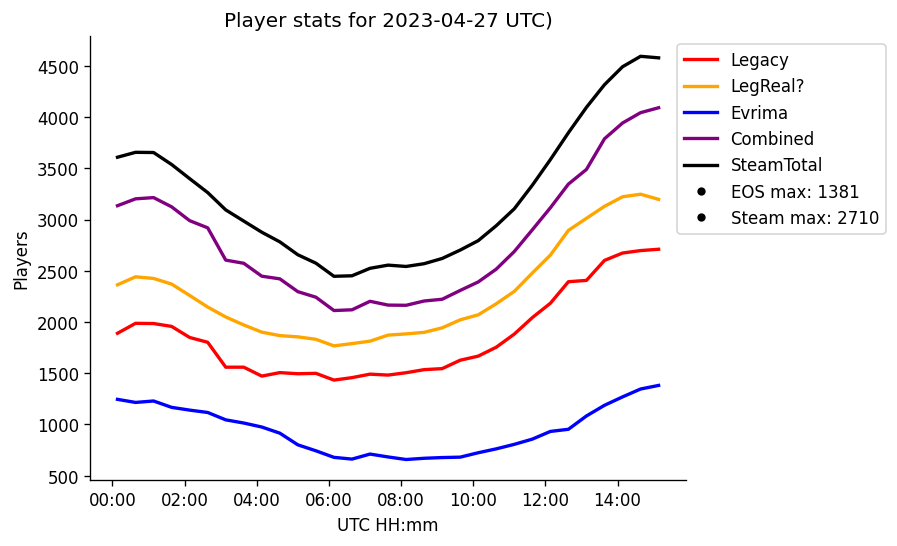 Player stats for 2023-04-27 UTC)
4500
4000
3500
3000
2500
2000
1500
1000
500
Players
00:00 02:00 04:00 06:00 08:00 10:00 12:00 14:00
UTC HH:mm
Legacy
LegReal?
Evrima
Combined
SteamTotal
EOS max: 1381
Steam max: 2710